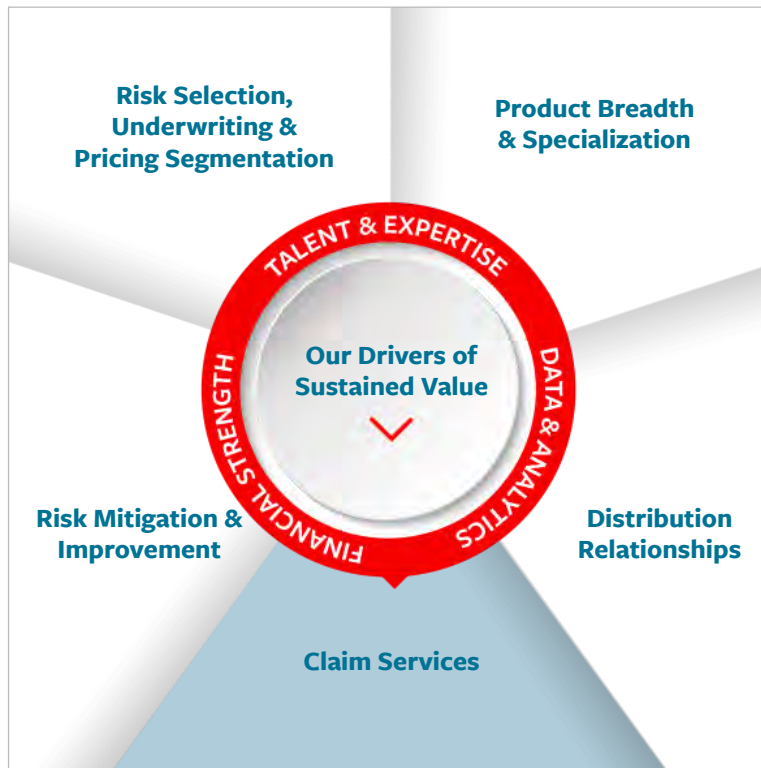 Risk Selection,
Underwriting &
Pricing Segmentation
Product Breadth
& Specialization
TALENT & EXPERTISE
DATA & ANALYTICS
FINANCIAL STRENGTH
Our Drivers of
Sustained Value
Risk Mitigation &
Improvement
Distribution
Relationships
Claim Services